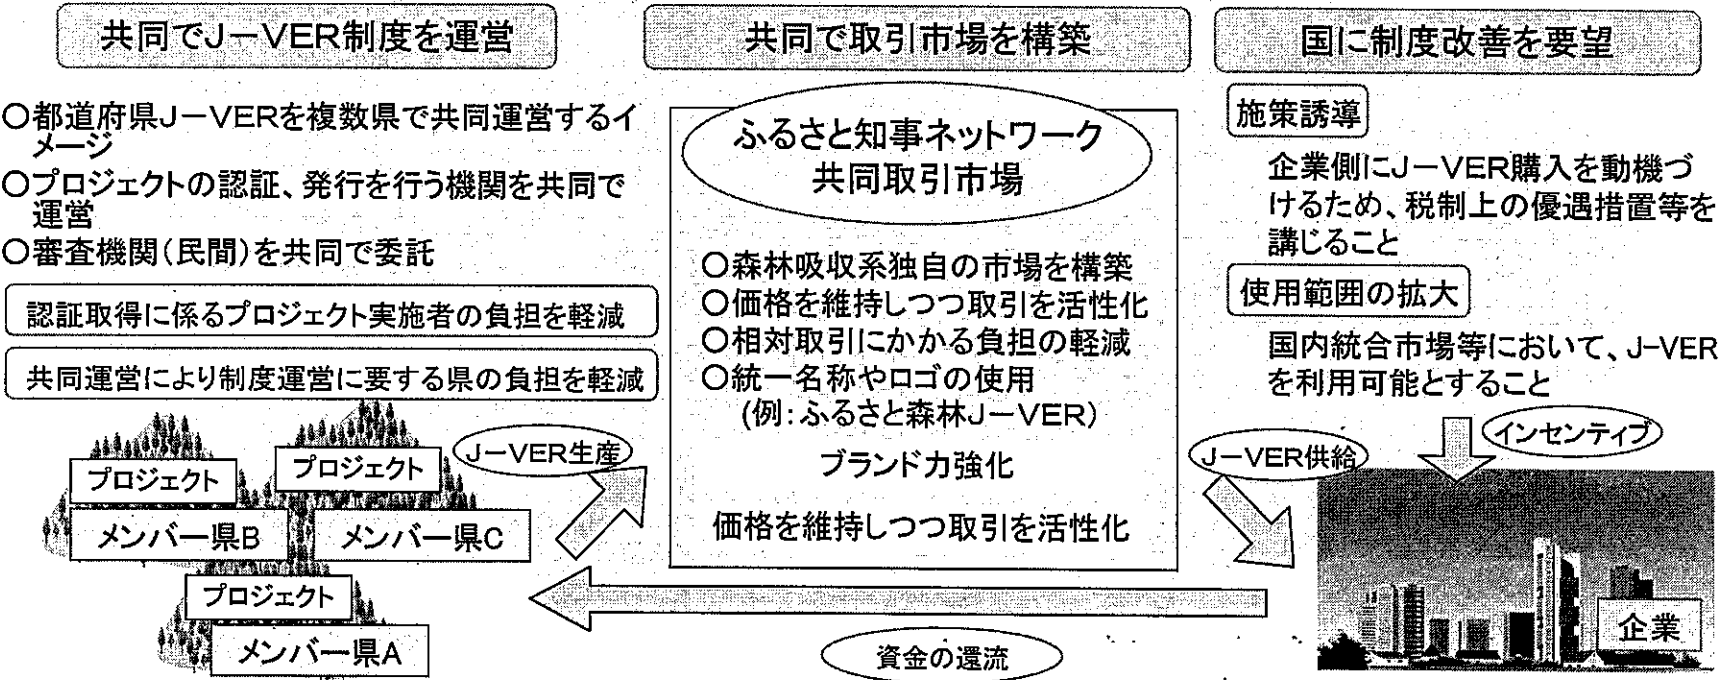 共同でJーVER制度を運営
○都道府県JーVERを複数県で共同運営するイ
メージ
○プロジェクトの認証、発行を行う機関を共同で
運営
○審査機関(民間)を共同で委託
認証取得に係るプロジェクト実施者の負担を軽減
共同運営により制度運営に要する県の負担を軽減
プロジェクト
プロジェクト
メンバー県B
メンバー県C
プロジェクト
メンバー県A
JーVER生産
共同で取引市場を構築
ふるさと知事ネットワーク
共同取引市場
○森林吸収系独自の市場を構築
○価格を維持しつつ取引を活性化
○相対取引にかかる負担の軽減
○統一名称やロゴの使用
(例:ふるさと森林JーVER)
ブランド力強化
価格を維持しつつ取引を活性化
国に制度改善を要望
施策誘導
企業側にJーVER購入を動機づ
けるため、税制上の優遇措置等を
講じること
使用範囲の拡大
国内統合市場等において、J-VER
を利用可能とすること
インセンティブ
JーVER供給
企業
資金の還流